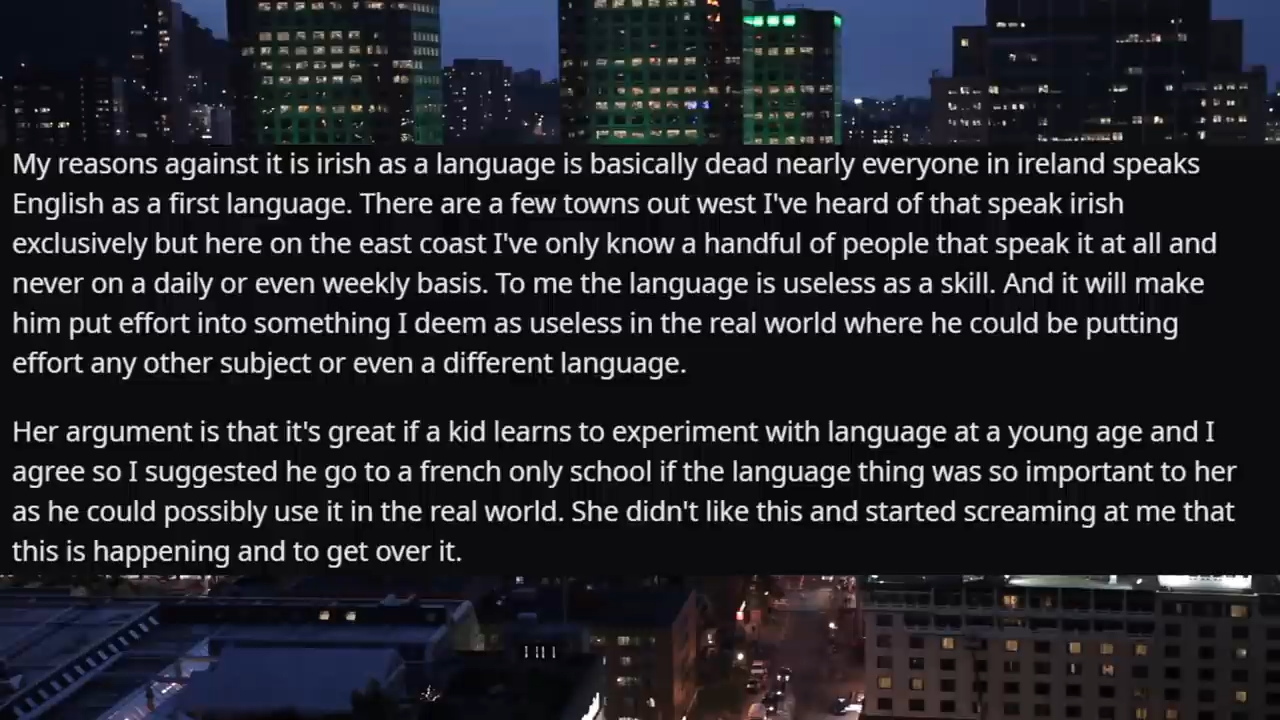 My reasons against it is irish as a language is basically dead nearly everyone in ireland speaks
English as a first language. There are a few towns out west I've heard of that speak irish
exclusively but here on the east coast I've only know a handful of people that speak it at all and
never on a daily or even weekly basis. To me the language is useless as a skill. And it will make
him put effort into something I deem as useless in the real world where he could be putting
effort any other subject or even a different language.
Her argument is that it's great if a kid learns to experiment with language at a young age and I
agree so I suggested he go to a french only school if the language thing was so important to her
as he could possibly use it in the real world. She didn't like this and started screaming at me that
this is happening and to get over it.